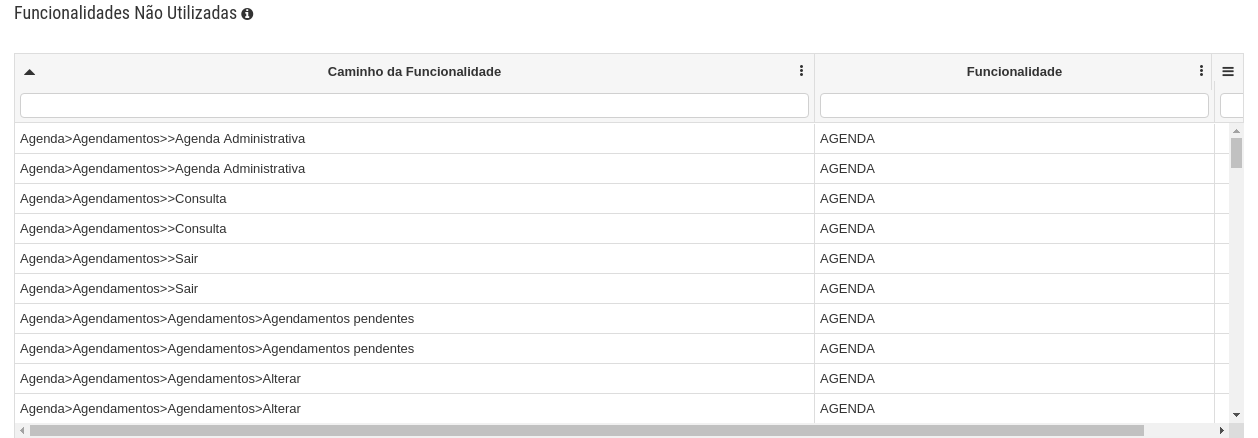 Funcionalidades Não Utilizadas
Caminho da Funcionalidade Funcionalidade
Agenda>Agendamentos>>Agenda Administrativa AGENDA
Agenda>Agendamentos>>Agenda Administrativa AGENDA
Agenda>Agendamentos>>Consulta AGENDA
Agenda>Agendamentos>>Consulta AGENDA
Agenda>Agendamentos>>Sair AGENDA
Agenda>Agendamentos>>Sair AGENDA
Agenda>Agendamentos>Agendamentos>Agendamentos pendentes AGENDA
Agenda>Agendamentos>Agendamentos>Agendamentos pendentes AGENDA
Agenda>Agendamentos>Agendamentos>Alterar AGENDA
Agenda>Agendamentos>Agendamentos>Alterar AGENDA